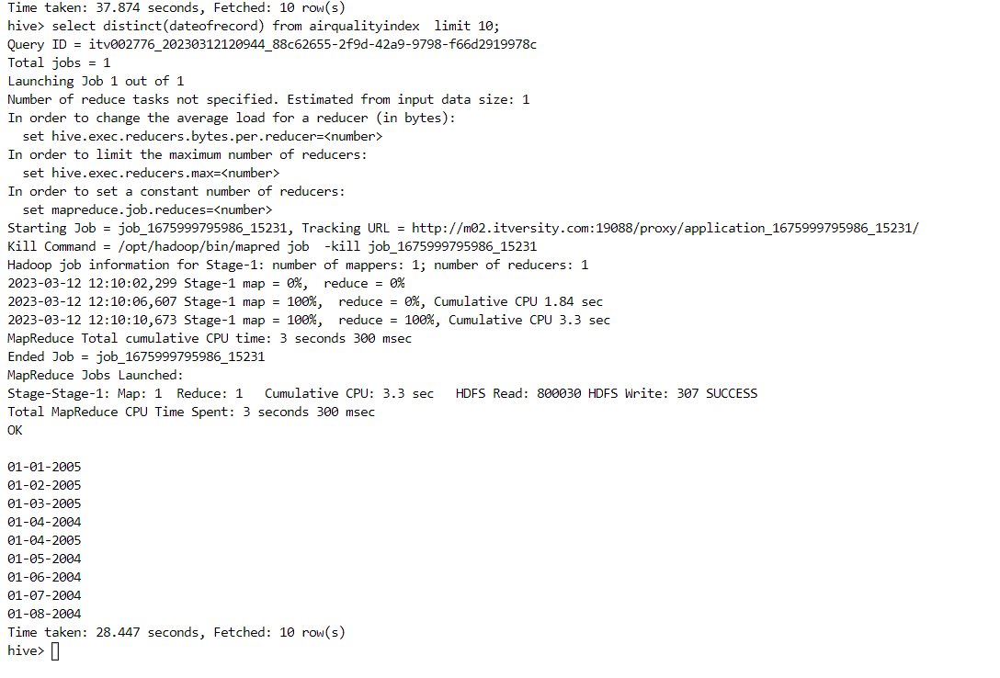 Time taken: 37.874 seconds, Fetched: 10 row(s)
hive> select distinct(dateofrecord) from airqualityindex  limit 10;
Query ID = itv002776_20230312120944_88c62655-2f9d-42a9-9798-f66d2919978c
Total jobs = 1
Launching Job 1 out of 1
Number of reduce tasks not specified. Estimated from input data size: 1
In order to change the average load for a reducer (in bytes):
  set hive.exec.reducers.bytes.per.reducer=<number>
In order to limit the maximum number of reducers:
  set hive.exec.reducers.max=<number>
In order to set a constant number of reducers:
  set mapreduce.job.reduces=<number>
Starting Job = job_1675999795986_15231, Tracking URL = http://m02.itversity.com:19088/proxy/application_1675999795986_15231/
Kill Command = /opt/hadoop/bin/mapred job  -kill job_1675999795986_15231
Hadoop job information for Stage-1: number of mappers: 1; number of reducers: 1
2023-03-12 12:10:02,299 Stage-1 map = 0%,  reduce = 0%
2023-03-12 12:10:06,607 Stage-1 map = 100%,  reduce = 0%, Cumulative CPU 1.84 sec
2023-03-12 12:10:10,673 Stage-1 map = 100%,  reduce = 100%, Cumulative CPU 3.3 sec
MapReduce Total cumulative CPU time: 3 seconds 300 msec
Ended Job = job_1675999795986_15231
MapReduce Jobs Launched:
Stage-Stage-1: Map: 1  Reduce: 1   Cumulative CPU: 3.3 sec   HDFS Read: 800030 HDFS Write: 307 SUCCESS
Total MapReduce CPU Time Spent: 3 seconds 300 msec
OK

01-01-2005
01-02-2005
01-03-2005
01-04-2004
01-04-2005
01-05-2004
01-06-2004
01-07-2004
01-08-2004
Time taken: 28.447 seconds, Fetched: 10 row(s)
hive>